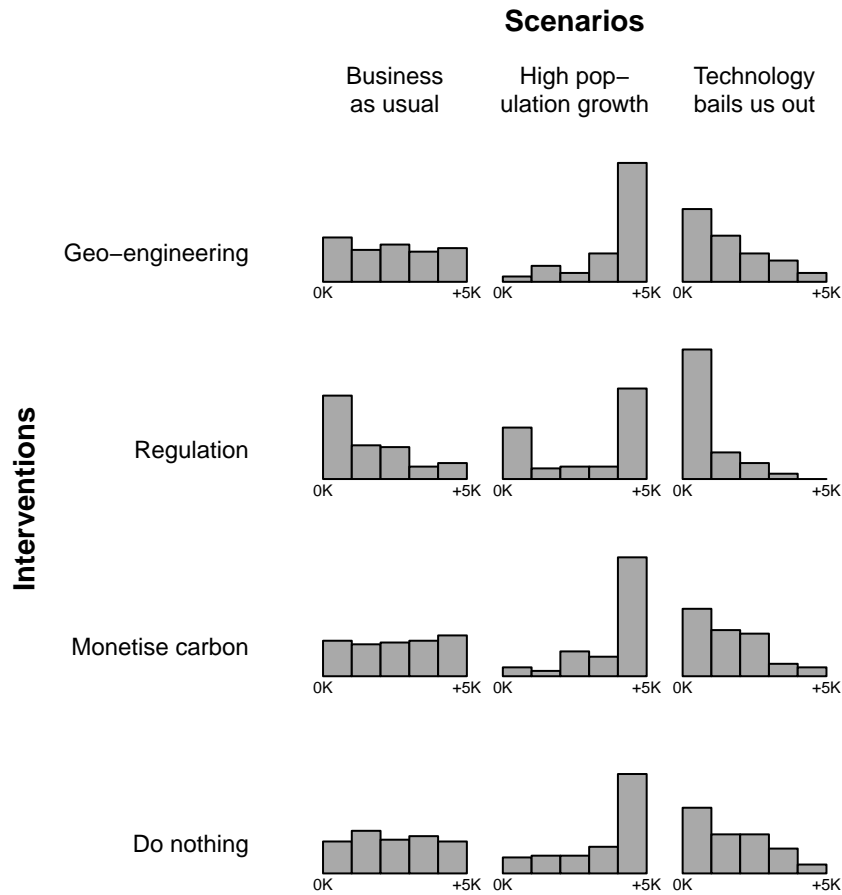 Scenarios
Business
as usual
High pop−
ulation growth
Technology
bails us out
Interventions
Geo−engineering
0K +5K 0K +5K 0K +5K
Regulation
0K +5K 0K +5K 0K +5K
Monetise carbon
0K +5K 0K +5K 0K +5K
Do nothing
0K +5K 0K +5K 0K +5K